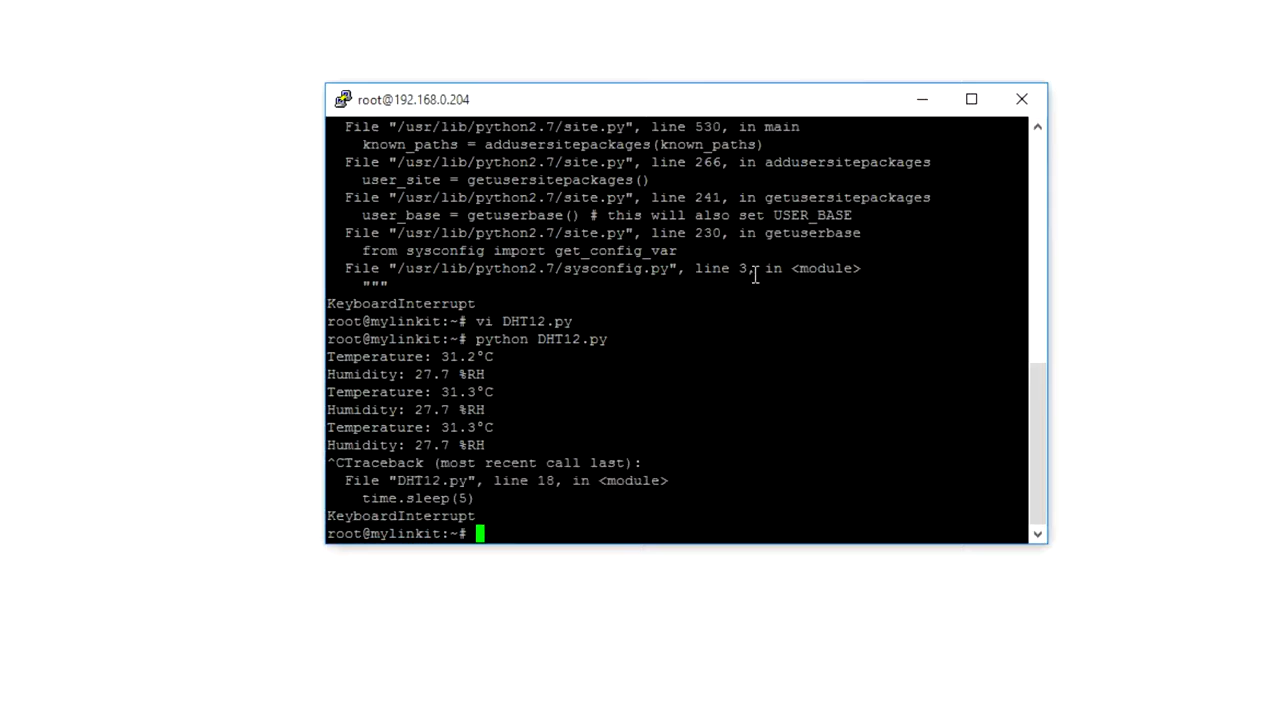 root@192.168.0.204
File "/usr/lib/python2.7/site.py", line 530, in main
known_paths = addusersitepackages(known_paths)
File "/usr/lib/python2.7/site.py", line 266, in addusersitepackages
user_site = getusersitepackages()
File "/usr/lib/python2.7/site.py", line 241, in getusersitepackages
user_base = getuserbase() # this will also set USER_BASE
File "/usr/lib/python2.7/site.py", line 230, in getuserbase
from sysconfig import get_config_var
File "/usr/lib/python2.7/sysconfig.py", line 3, in <module>
"""
KeyboardInterrupt
root@mylinkit:~# vi DHT12.py
root@mylinkit:~# python DHT12.py
Temperature: 31.2°C
Humidity: 27.7 %RH
Temperature: 31.3°C
Humidity: 27.7 %RH
Temperature: 31.3°C
Humidity: 27.7 %RH
^CTraceback (most recent call last):
File "DHT12.py", line 18, in <module>
time.sleep(5)
KeyboardInterrupt
root@mylinkit:~#